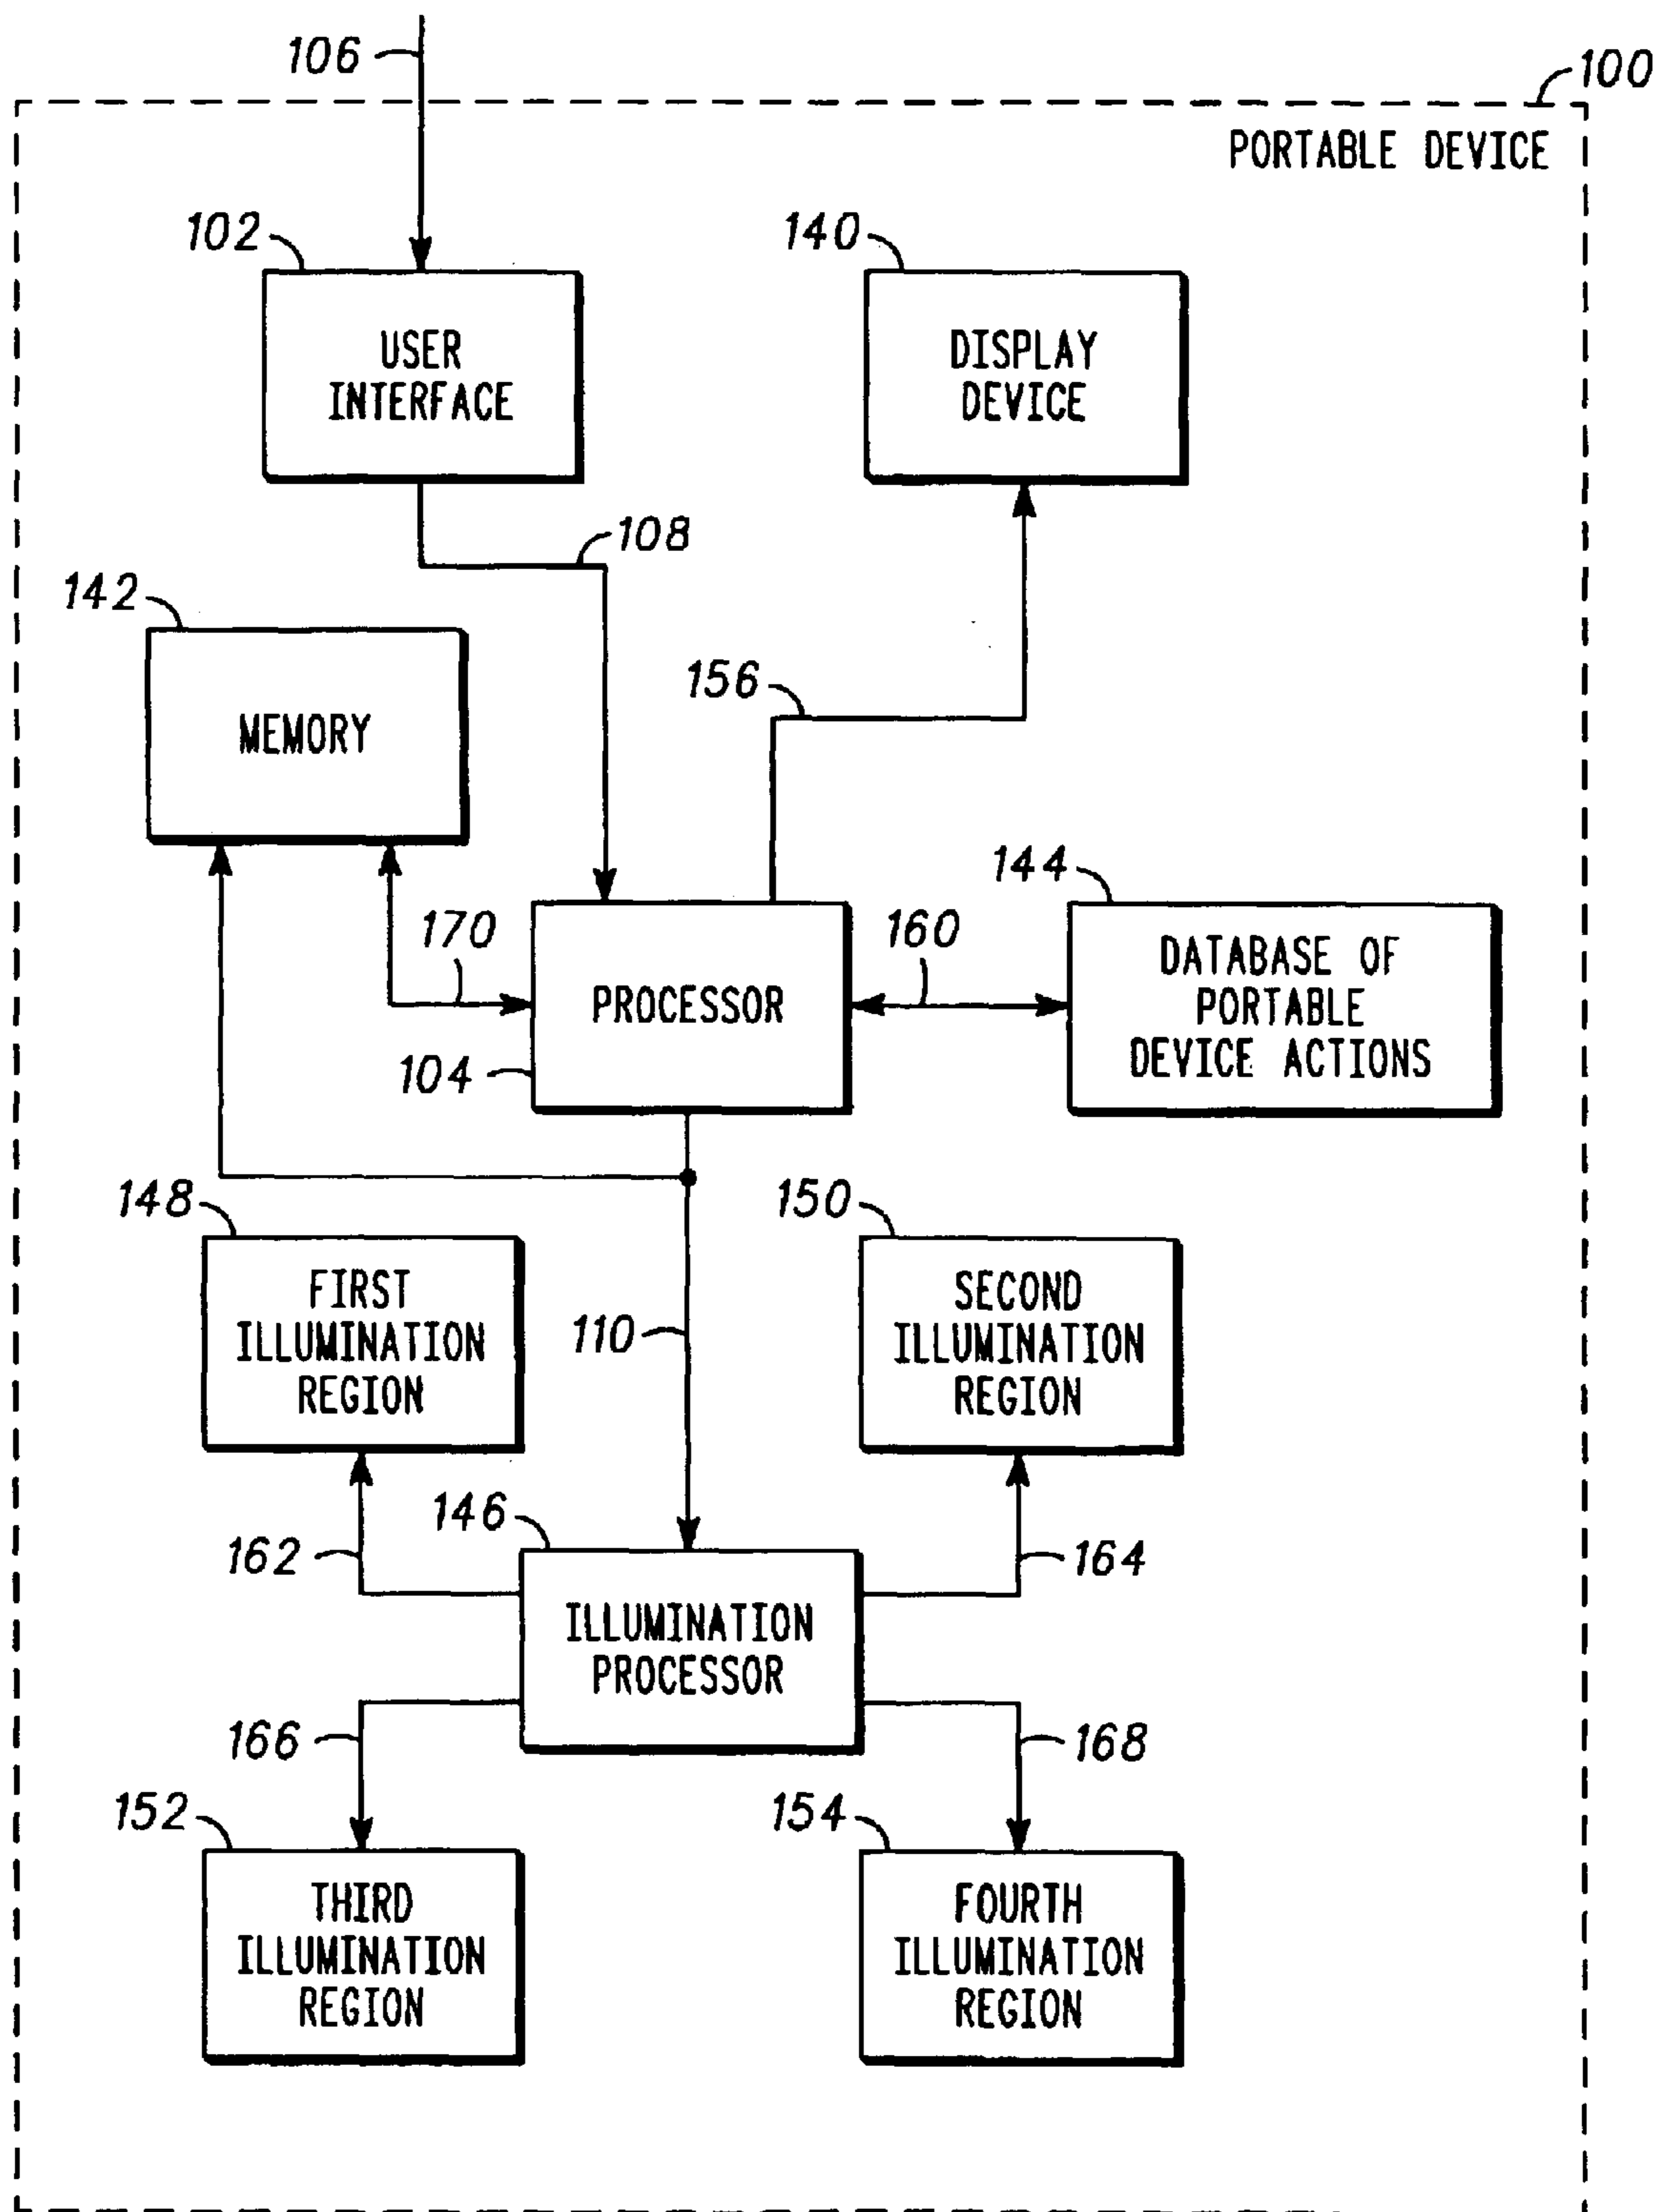 106
100
PORTABLE DEVICE
102
140
USER
INTERFACE
DISPLAY
DEVICE
108
142
156
MEMORY
144
170
160
PROCESSOR
DATABASE OF
PORTABLE
DEVICE ACTIONS
104
148
150
FIRST
ILLUMINATION
REGION
110
SECOND
ILLUMINATION
REGION
146
162
164
ILLUMINATION
PROCESSOR
166
168
152
154
THIRD
ILLUMINATION
REGION
FOURTH
ILLUMINATION
REGION